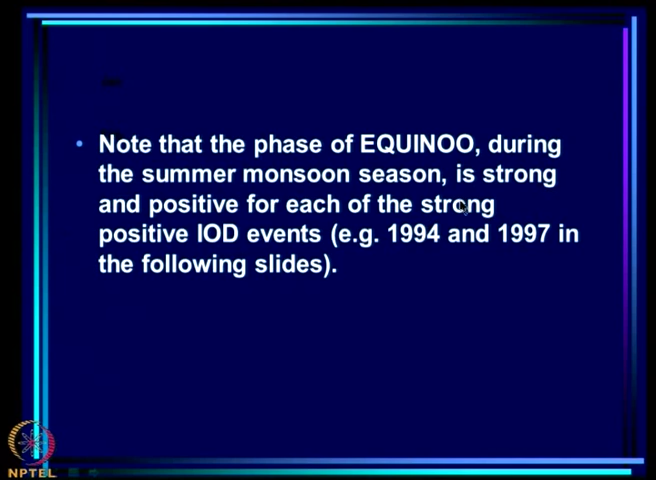 • Note that the phase of EQUINOO, during
the summer monsoon season, is strong
and positive for each of the strong
positive IOD events (e.g. 1994 and 1997 in
the following slides).
NPTEL